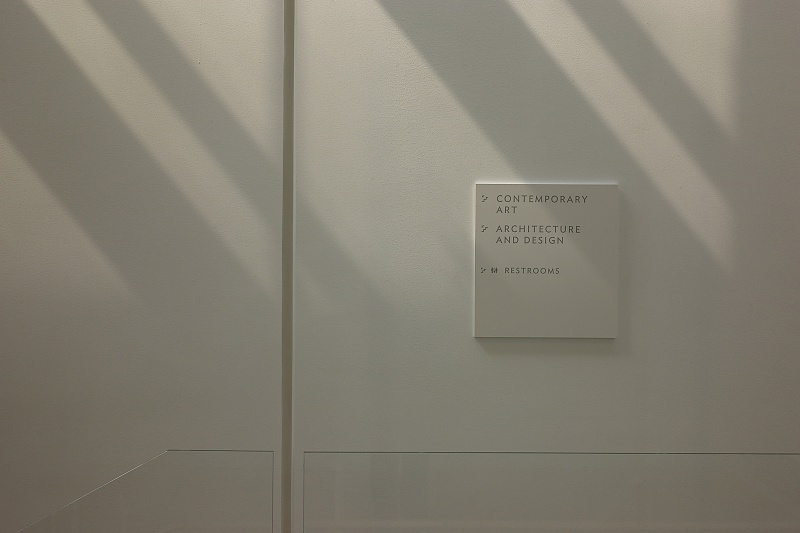 CONTEMPORARY
ART
ARCHITECTURE
AND DESIGN
RESTROOMS